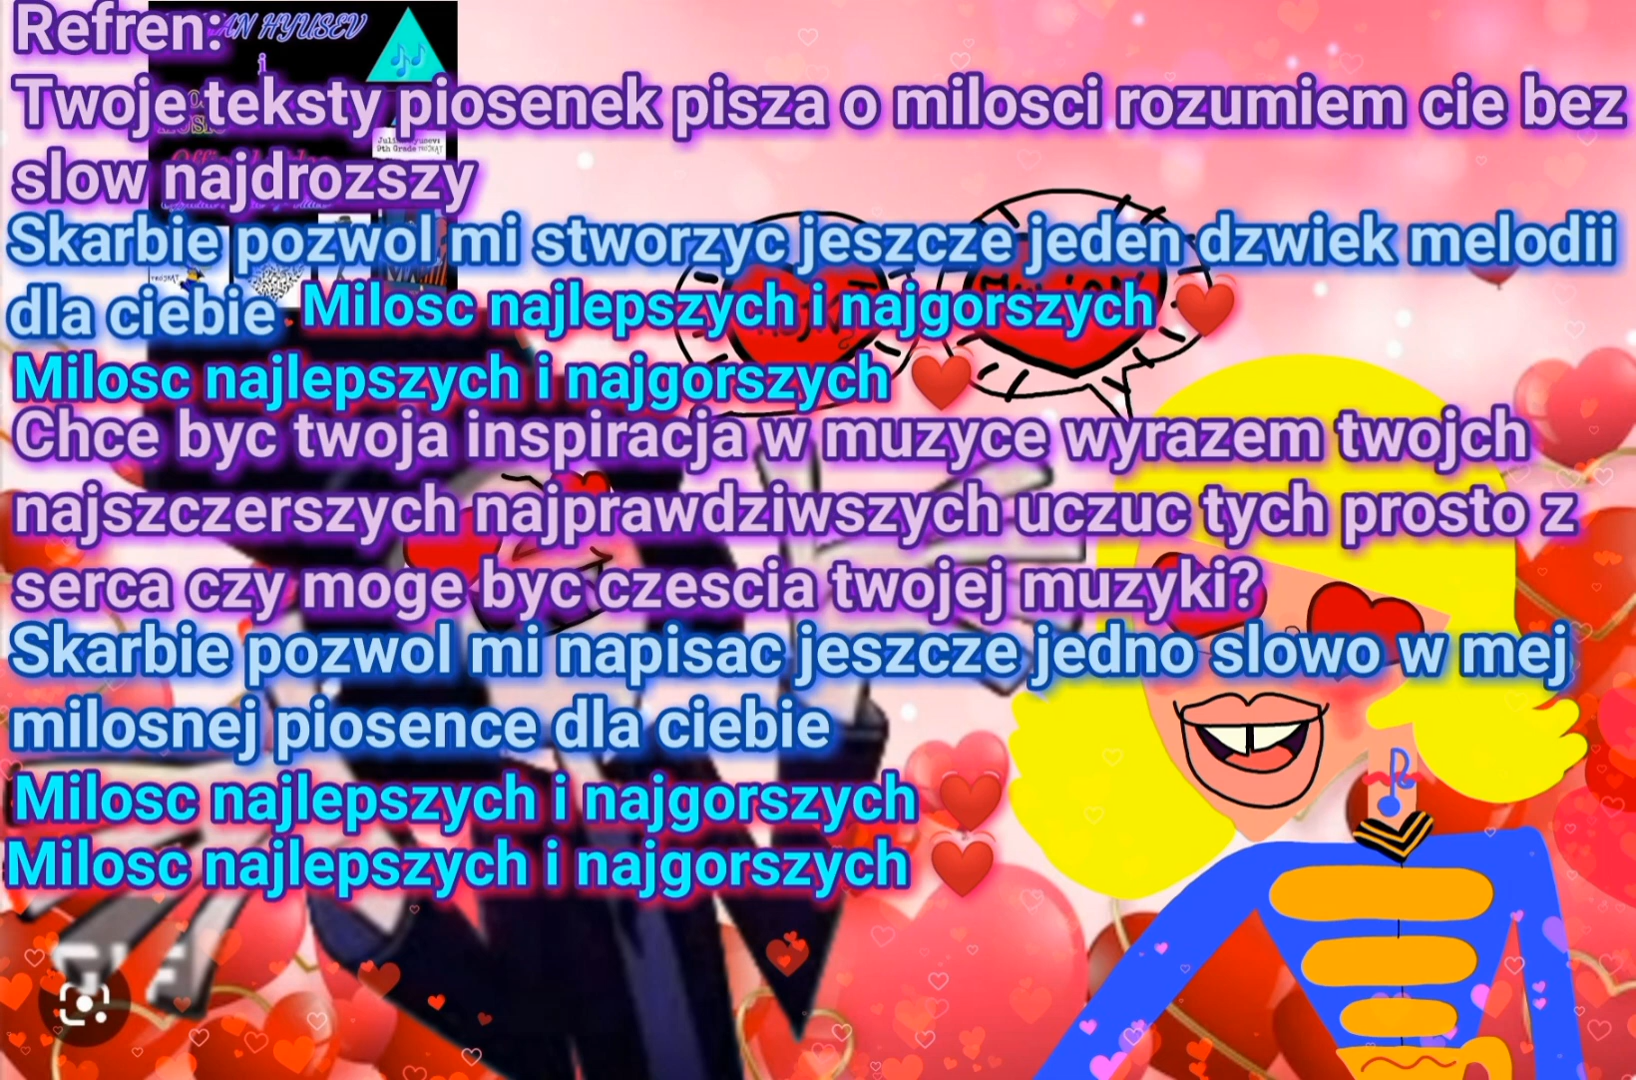 Refren:
AN HYUSEV
i
Twoje teksty piosenek pisza o milosci rozumiem cie bez
slow najdrozszy
Skarbie pozwol mi stworzyc jeszcze jeden dzwiek melodii
dla ciebie Milosc najlepszych i najgorszych
Milosc najlepszych i najgorszych
Chce byc twoja inspiracja w muzyce wyrazem twojch
najszczerszych najprawdziwszych uczuc tych prosto z
serca czy moge byc czescia twojej muzyki?
Skarbie pozwol mi napisac jeszcze jedno slowo w mej
milosnej piosence dla ciebie
Milosc najlepszych i najgorszych
Milosc najlepszych i najgorszych
GIF